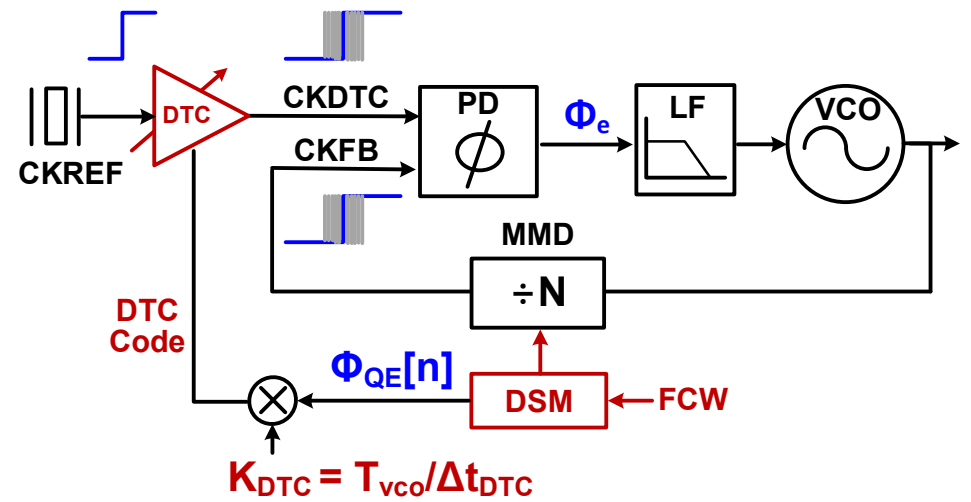 DTC
CKREF
CKDTC
CKFB
PD
ϕ
Φe
LF
VCO
MMD
÷N
DTC
Code
ΦQE[n]
DSM
FCW
KDTC = Tvco/ΔtDTC